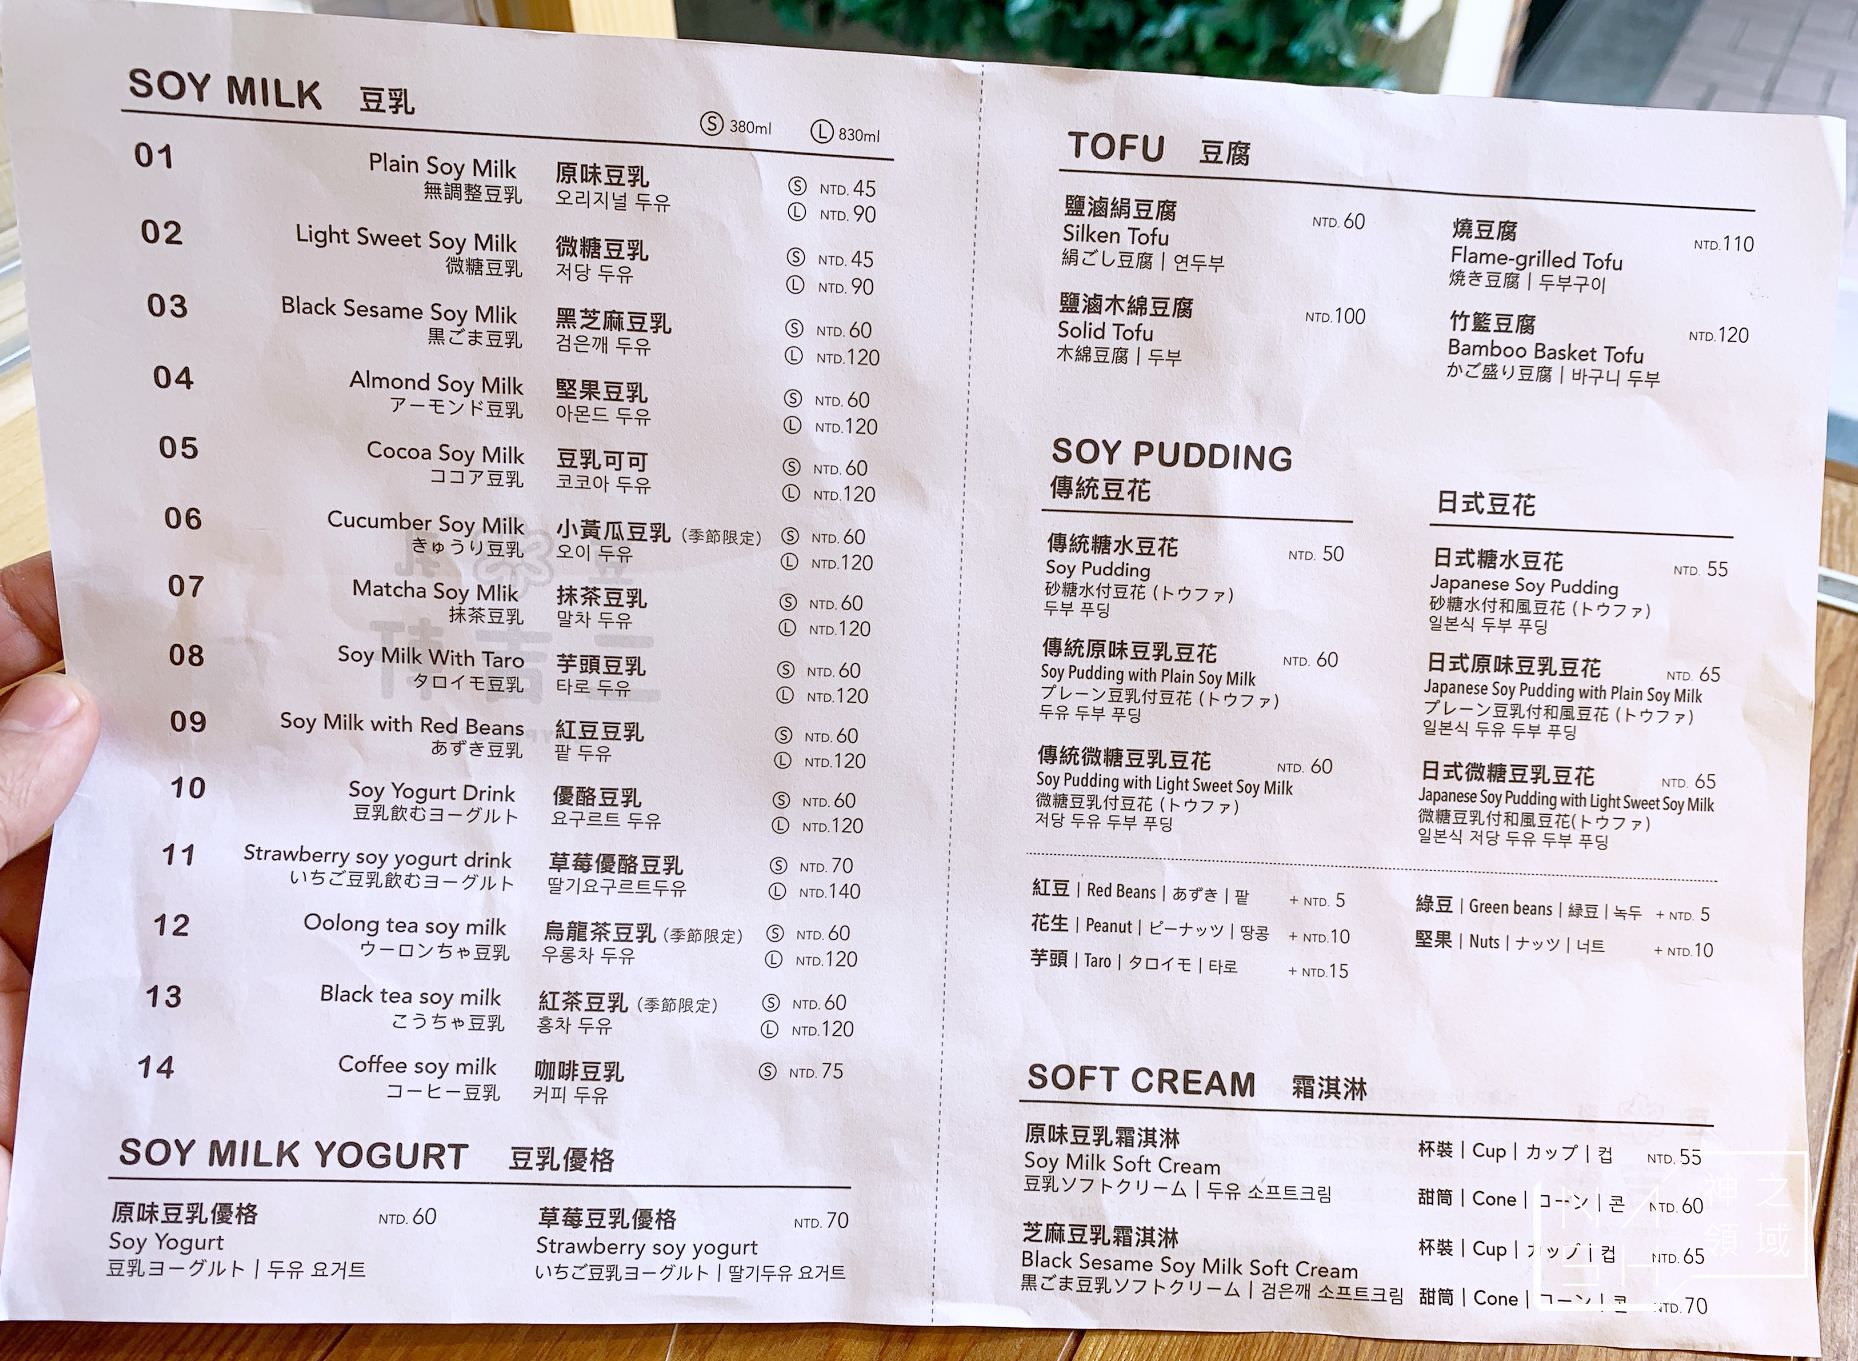 SOY MILK 豆乳
Ⓢ 380ml Ⓛ 830ml
01 Plain Soy Milk 原味豆乳 Ⓢ NTD. 45
無調整豆乳 오리지널 두유 Ⓛ NTD. 90
02 Light Sweet Soy Milk 微糖豆乳 Ⓢ NTD. 45
微糖豆乳 저당 두유 Ⓛ NTD. 90
03 Black Sesame Soy Mlik 黑芝麻豆乳 Ⓢ NTD. 60
黒ごま豆乳 검은깨 두유 Ⓛ NTD.120
04 Almond Soy Milk 堅果豆乳 Ⓢ NTD. 60
アーモンド豆乳 아몬드 두유 Ⓛ NTD.120
05 Cocoa Soy Milk 豆乳可可 Ⓢ NTD. 60
ココア豆乳 코코아 두유 Ⓛ NTD.120
06 Cucumber Soy Milk 小黃瓜豆乳 (季節限定) Ⓢ NTD. 60
きゅうり豆乳 오이 두유 Ⓛ NTD.120
07 Matcha Soy Mlik 抹茶豆乳 Ⓢ NTD. 60
抹茶豆乳 말차 두유 Ⓛ NTD.120
08 Soy Milk With Taro 芋頭豆乳 Ⓢ NTD. 60
タロイモ豆乳 타로 두유 Ⓛ NTD.120
09 Soy Milk with Red Beans 紅豆豆乳 Ⓢ NTD. 60
あずき豆乳 팥 두유 Ⓛ NTD.120
10 Soy Yogurt Drink 優酪豆乳 Ⓢ NTD. 60
豆乳飲むヨーグルト 요구르트 두유 Ⓛ NTD.120
11 Strawberry soy yogurt drink 草莓優酪豆乳 Ⓢ NTD. 70
いちご豆乳飲むヨーグルト 딸기요구르트두유 Ⓛ NTD.140
12 Oolong tea soy milk 烏龍茶豆乳 (季節限定) Ⓢ NTD. 60
ウーロンちゃ豆乳 우롱차 두유 Ⓛ NTD.120
13 Black tea soy milk 紅茶豆乳 (季節限定) Ⓢ NTD. 60
こうちゃ豆乳 홍차 두유 Ⓛ NTD.120
14 Coffee soy milk 咖啡豆乳 Ⓢ NTD. 75
コーヒー豆乳 커피 두유
SOY MILK YOGURT 豆乳優格
原味豆乳優格 NTD. 60
Soy Yogurt
豆乳ヨーグルト | 두유 요거트
草莓豆乳優格 NTD. 70
Strawberry soy yogurt
いちご豆乳ヨーグルト | 딸기두유 요거트
TOFU 豆腐
鹽滷絹豆腐 NTD. 60
Silken Tofu
絹ごし豆腐 | 연두부
鹽滷木綿豆腐 NTD.100
Solid Tofu
木綿豆腐 | 두부
燒豆腐 NTD.110
Flame-grilled Tofu
焼き豆腐 | 두부구이
竹籃豆腐 NTD.120
Bamboo Basket Tofu
かご盛り豆腐 | 바구니 두부
SOY PUDDING
傳統豆花
傳統糖水豆花 NTD. 50
Soy Pudding
砂糖水付豆花 (トウファ)
두부 푸딩
傳統原味豆乳豆花 NTD. 60
Soy Pudding with Plain Soy Milk
プレーン豆乳付豆花 (トウファ)
두유 두부 푸딩
傳統微糖豆乳豆花 NTD. 60
Soy Pudding with Light Sweet Soy Milk
微糖豆乳付豆花 (トウファ)
저당 두유 두부 푸딩
日式豆花
日式糖水豆花 NTD. 55
Japanese Soy Pudding
砂糖水付和風豆花 (トウファ)
일본식 두부 푸딩
日式原味豆乳豆花 NTD. 65
Japanese Soy Pudding with Plain Soy Milk
プレーン豆乳付和風豆花 (トウファ)
일본식 두유 두부 푸딩
日式微糖豆乳豆花 NTD. 65
Japanese Soy Pudding with Light Sweet Soy Milk
微糖豆乳付和風豆花(トウファ)
일본식 저당 두유 두부 푸딩
紅豆 | Red Beans | あずき | 팥 + NTD. 5
花生 | Peanut | ピーナッツ | 땅콩 + NTD.10
芋頭 | Taro | タロイモ | 타로 + NTD.15
綠豆 | Green beans | 緑豆 | 녹두 + NTD. 5
堅果 | Nuts | ナッツ | 너트 + NTD.10
SOFT CREAM 霜淇淋
原味豆乳霜淇淋 杯裝 | Cup | カップ | 컵 NTD. 55
Soy Milk Soft Cream
豆乳ソフトクリーム | 두유 소프트크림 甜筒 | Cone | コーン | 콘 NTD. 60
芝麻豆乳霜淇淋 杯裝 | Cup | カップ | 컵 NTD. 65
Black Sesame Soy Milk Soft Cream
黒ごま豆乳ソフトクリーム | 검은깨 소프트크림 甜筒 | Cone | コーン | 콘 NTD. 70
神之
領域